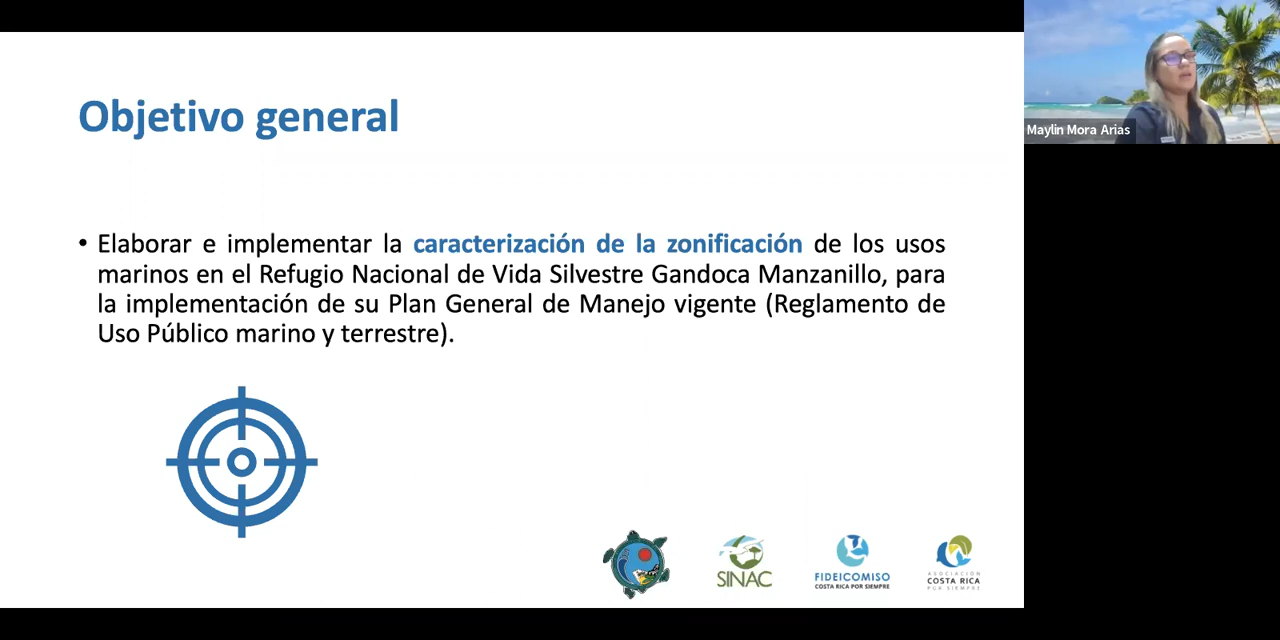 Objetivo general
• Elaborar e implementar la caracterización de la zonificación de los usos
marinos en el Refugio Nacional de Vida Silvestre Gandoca Manzanillo, para
la implementación de su Plan General de Manejo vigente (Reglamento de
Uso Público marino y terrestre).
Maylin Mora Arias
SINAC
FIDEICOMISO
COSTA RICA POR SIEMPRE
ASOCIACIÓN
COSTA RICA
POR SIEMPRE